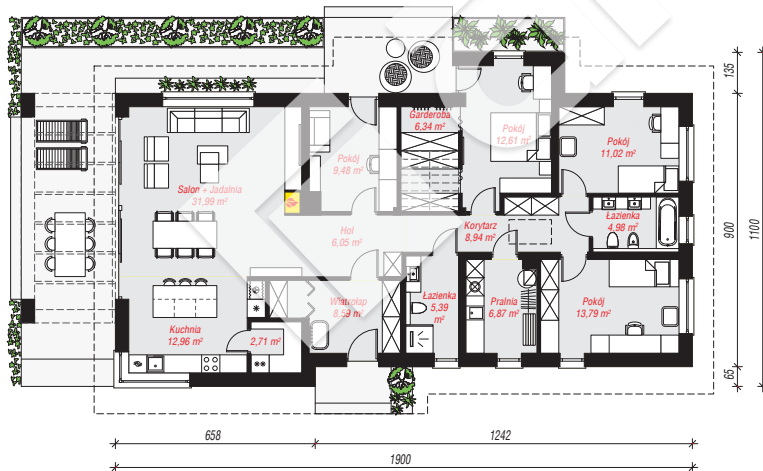 Garderoba
6,34 m²
Pokój
12,61 m²
Pokój
11,02 m²
Pokój
9,48 m²
Salon + Jadalnia
31,99 m²
Hol
6,05 m²
Korytarz
8,94 m²
Łazienka
4,98 m²
Wiatrołap
8,59 m²
Łazienka
5,39
m²
Pralnia
6,87 m²
Pokój
13,79 m²
Kuchnia
12,96 m²
2,71 m²
135
900
1100
65
658
1242
1900